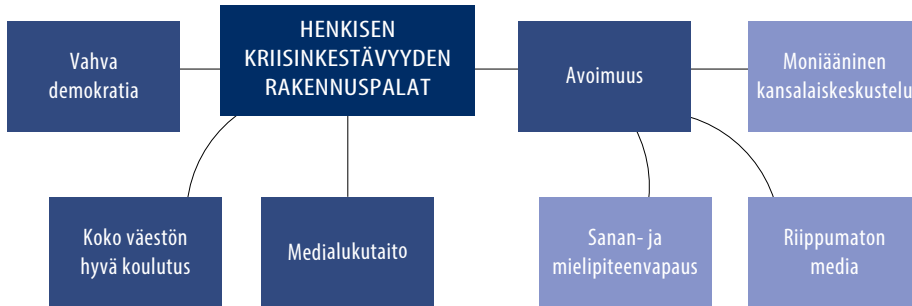 HENKISEN
KRIISINKESTÄVYYDEN
RAKENNUSPALAT
Vahva
demokratia
Avoimuus
Moniääninen
kansalaiskeskustelu
Koko väestön
hyvä koulutus
Medialukutaito
Sanan- ja
mielipiteenvapaus
Riippumaton
media